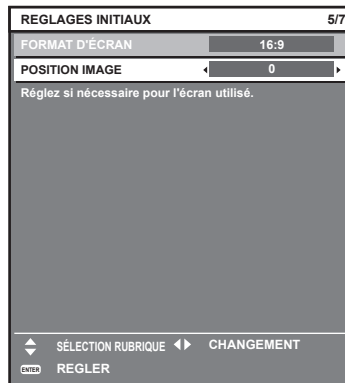 REGLAGES INITIAUX 5/7
FORMAT D'ÉCRAN 16:9
POSITION IMAGE 0
Réglez si nécessaire pour l'écran utilisé.
SÉLECTION RUBRIQUE CHANGEMENT
ENTER REGLER